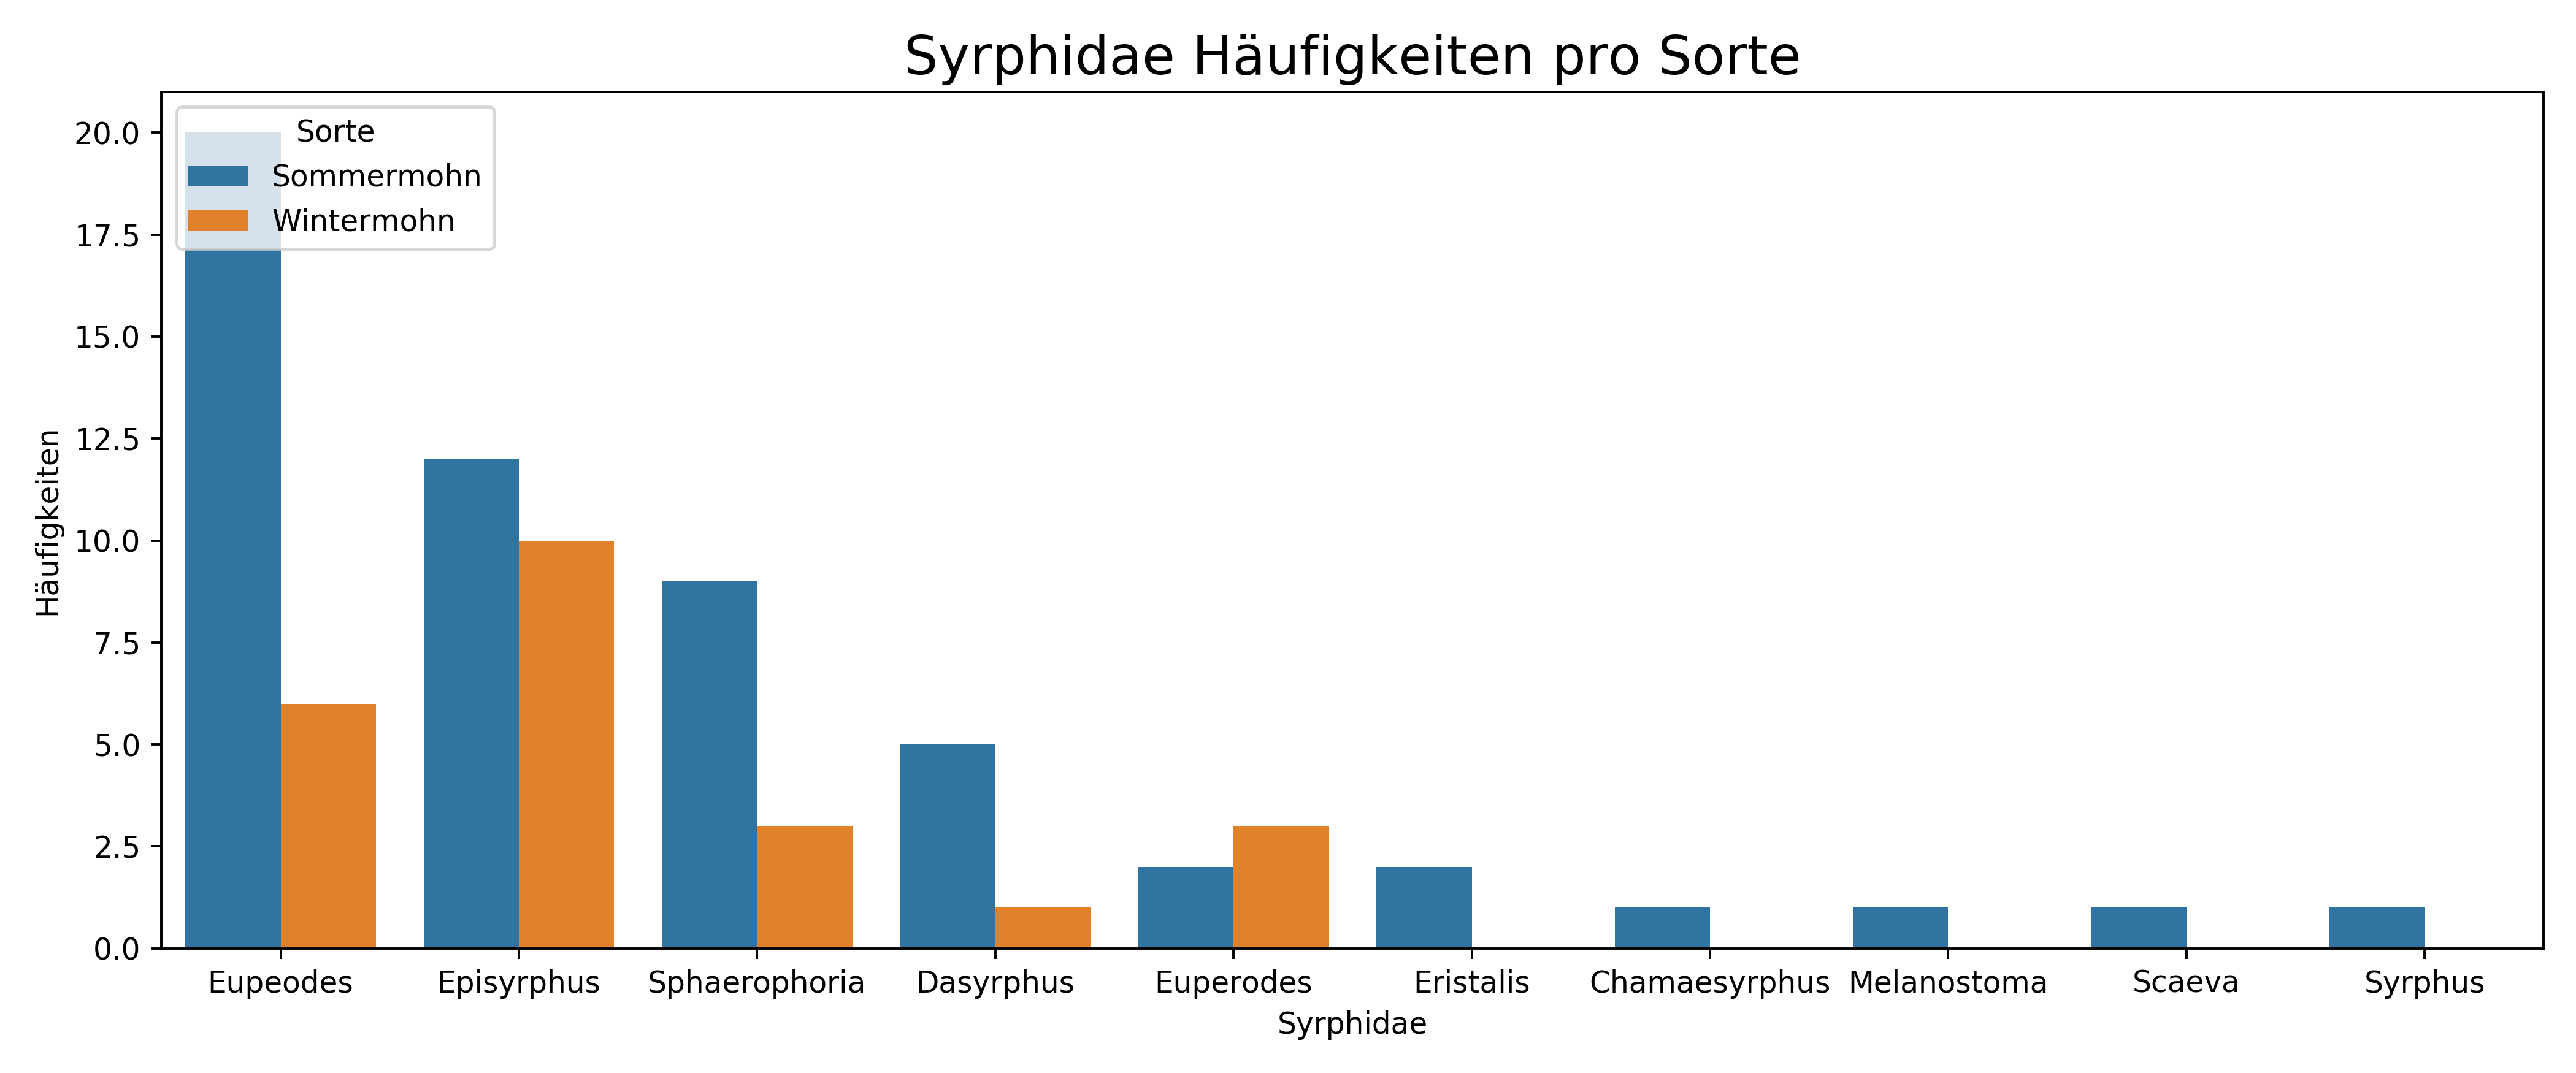 Syrphidae Häufigkeiten pro Sorte
Sorte
Sommermohn
Wintermohn
Häufigkeiten
20.0
17.5
15.0
12.5
10.0
7.5
5.0
2.5
0.0
Eupeodes Episyrphus Sphaerophoria Dasyrphus Euperodes Eristalis Chamaesyrphus Melanostoma Scaeva Syrphus
Syrphidae